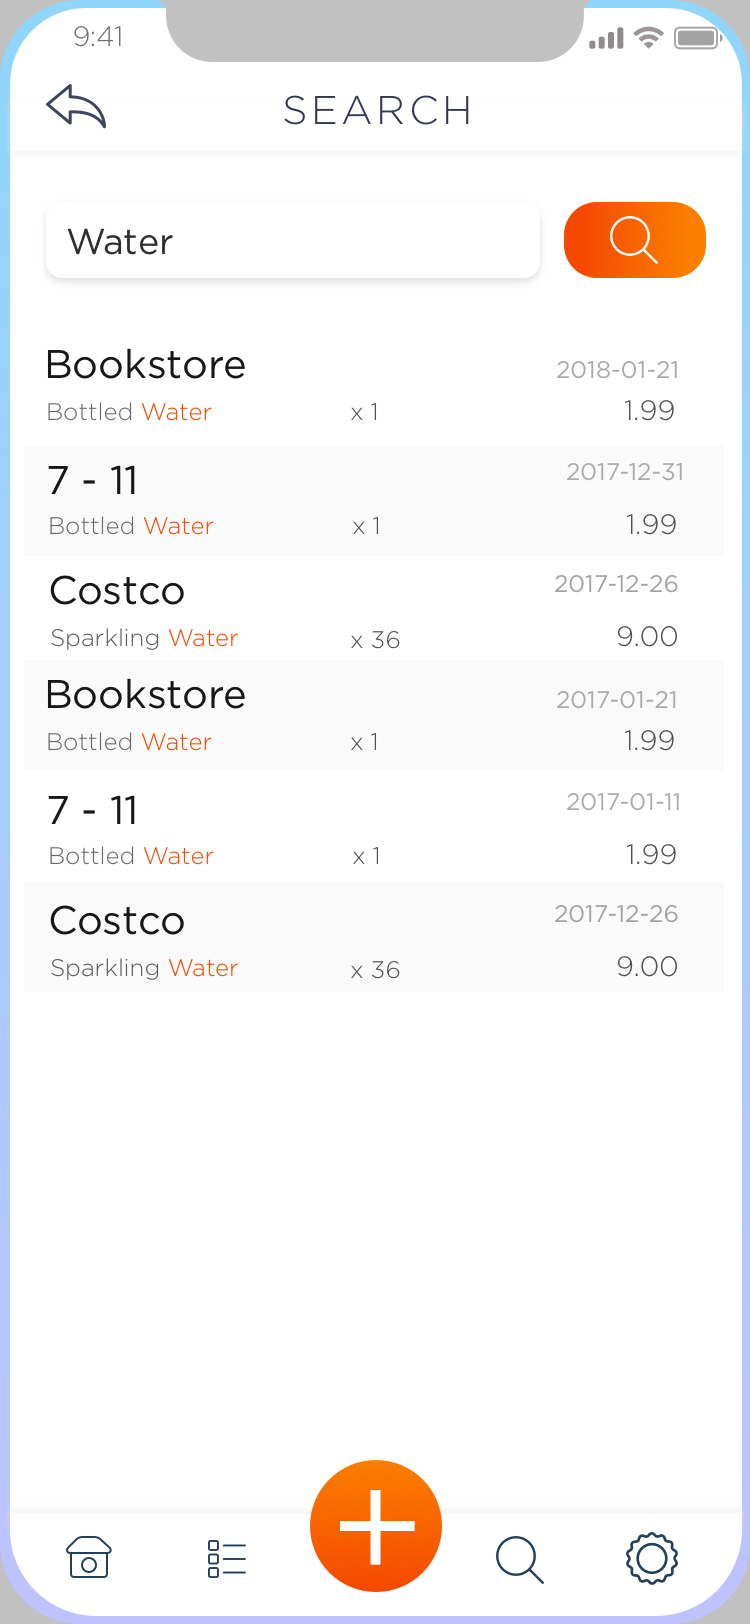 9:41
SEARCH
Water
Bookstore 2018-01-21
Bottled Water x 1 1.99
7 - 11 2017-12-31
Bottled Water x 1 1.99
Costco 2017-12-26
Sparkling Water x 36 9.00
Bookstore 2017-01-21
Bottled Water x 1 1.99
7 - 11 2017-01-11
Bottled Water x 1 1.99
Costco 2017-12-26
Sparkling Water x 36 9.00